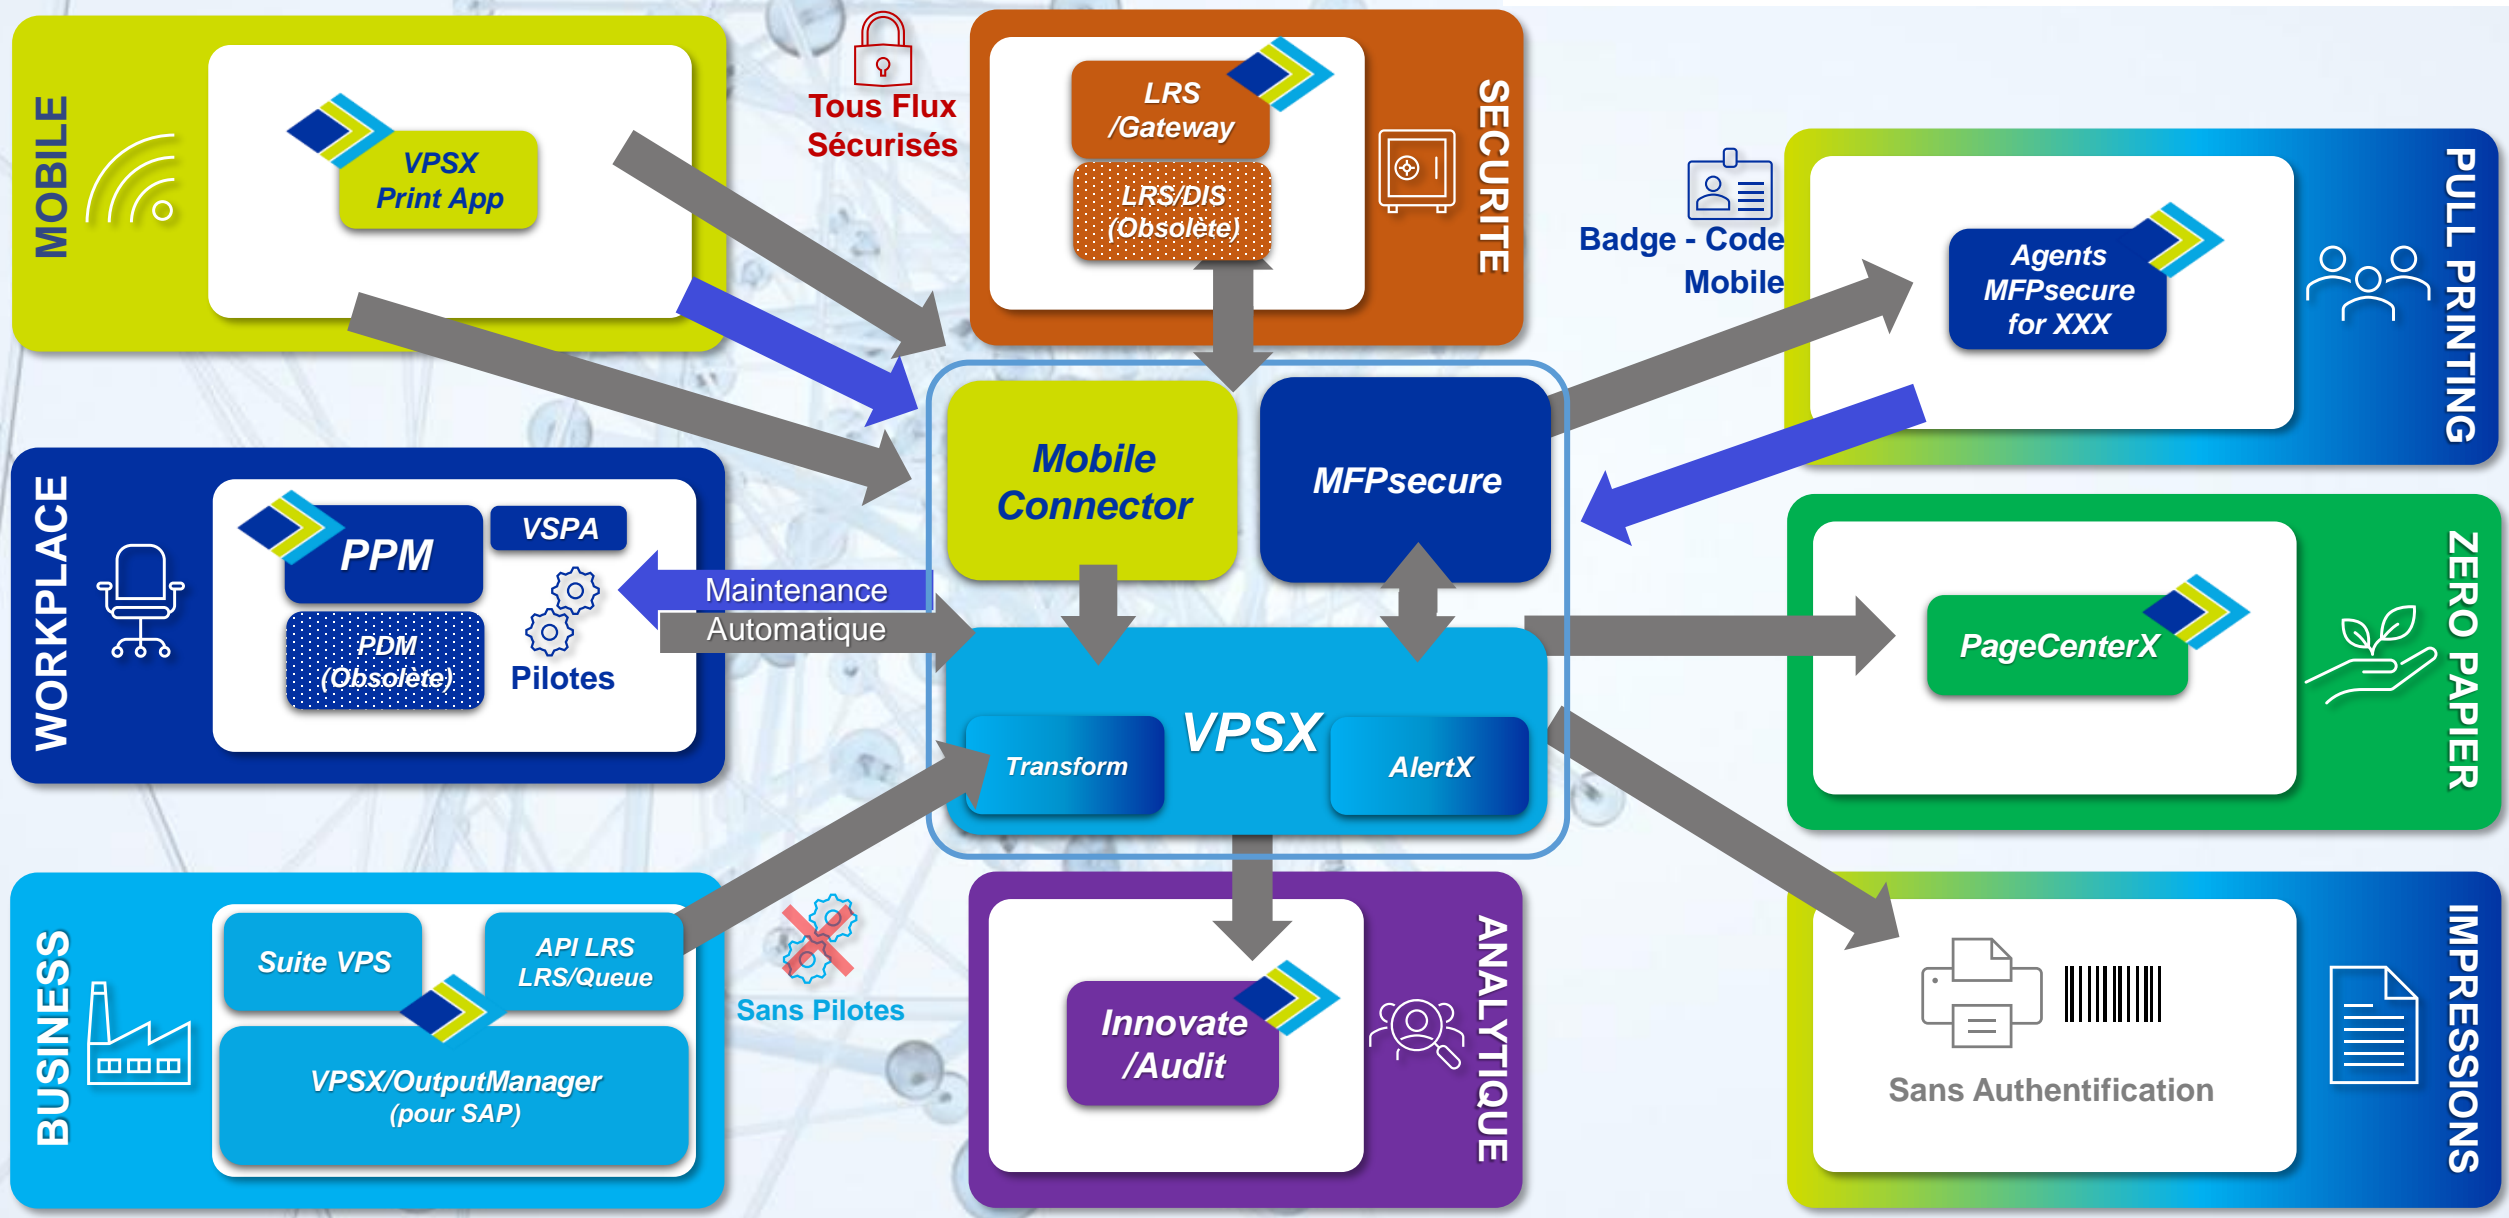 MOBILE
VPSX
Print App
Tous Flux
Sécurisés
LRS
/Gateway
LRS/DIS
(Obsolète)
SECURITE
Badge - Code
Mobile
Agents
MFPsecure
for XXX
PULL PRINTING
WORKPLACE
PPM
VSPA
PDM
(Obsolète)
Pilotes
Maintenance
Automatique
Mobile
Connector
MFPsecure
VPSX
Transform
AlertX
PageCenterX
ZERO PAPIER
BUSINESS
Suite VPS
API LRS
LRS/Queue
VPSX/OutputManager
(pour SAP)
Sans Pilotes
Innovate
/Audit
ANALYTIQUE
Sans Authentification
IMPRESSIONS